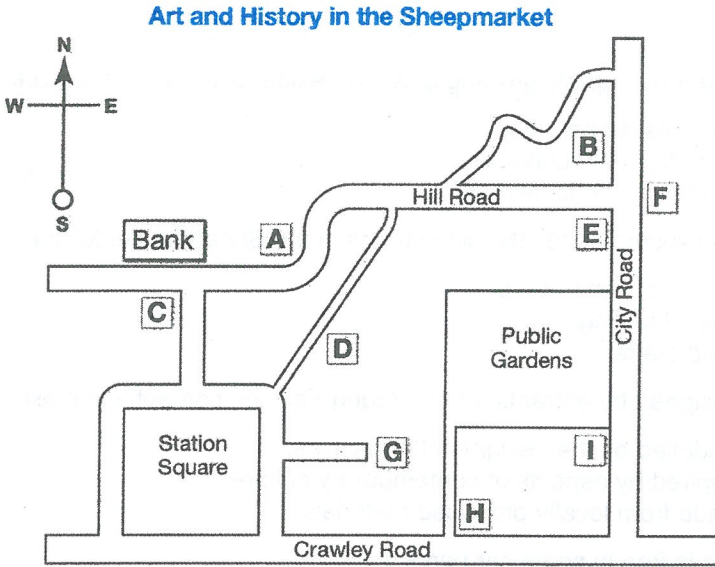 Art and History in the Sheepmarket
N
W E
S
B
Hill Road
F
Bank
A
E
C
City Road
D
Public
Gardens
Station
Square
G
I
H
Crawley Road